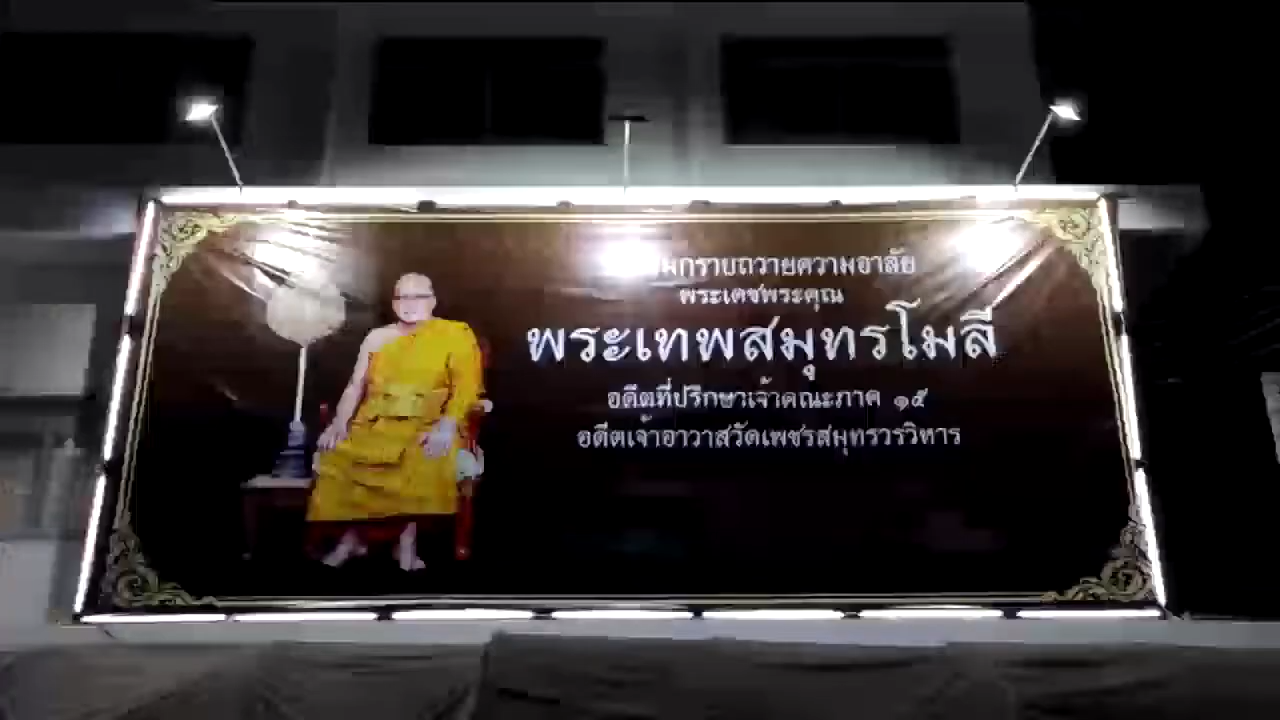 กราบถวายความอาลัย
พระเดชพระคุณ
พระเทพสมุทรโมลี
อดีตที่ปรึกษาเจ้าคณะภาค ๑๕
อดีตเจ้าอาวาสวัดเพชรสมุทรวรวิหาร